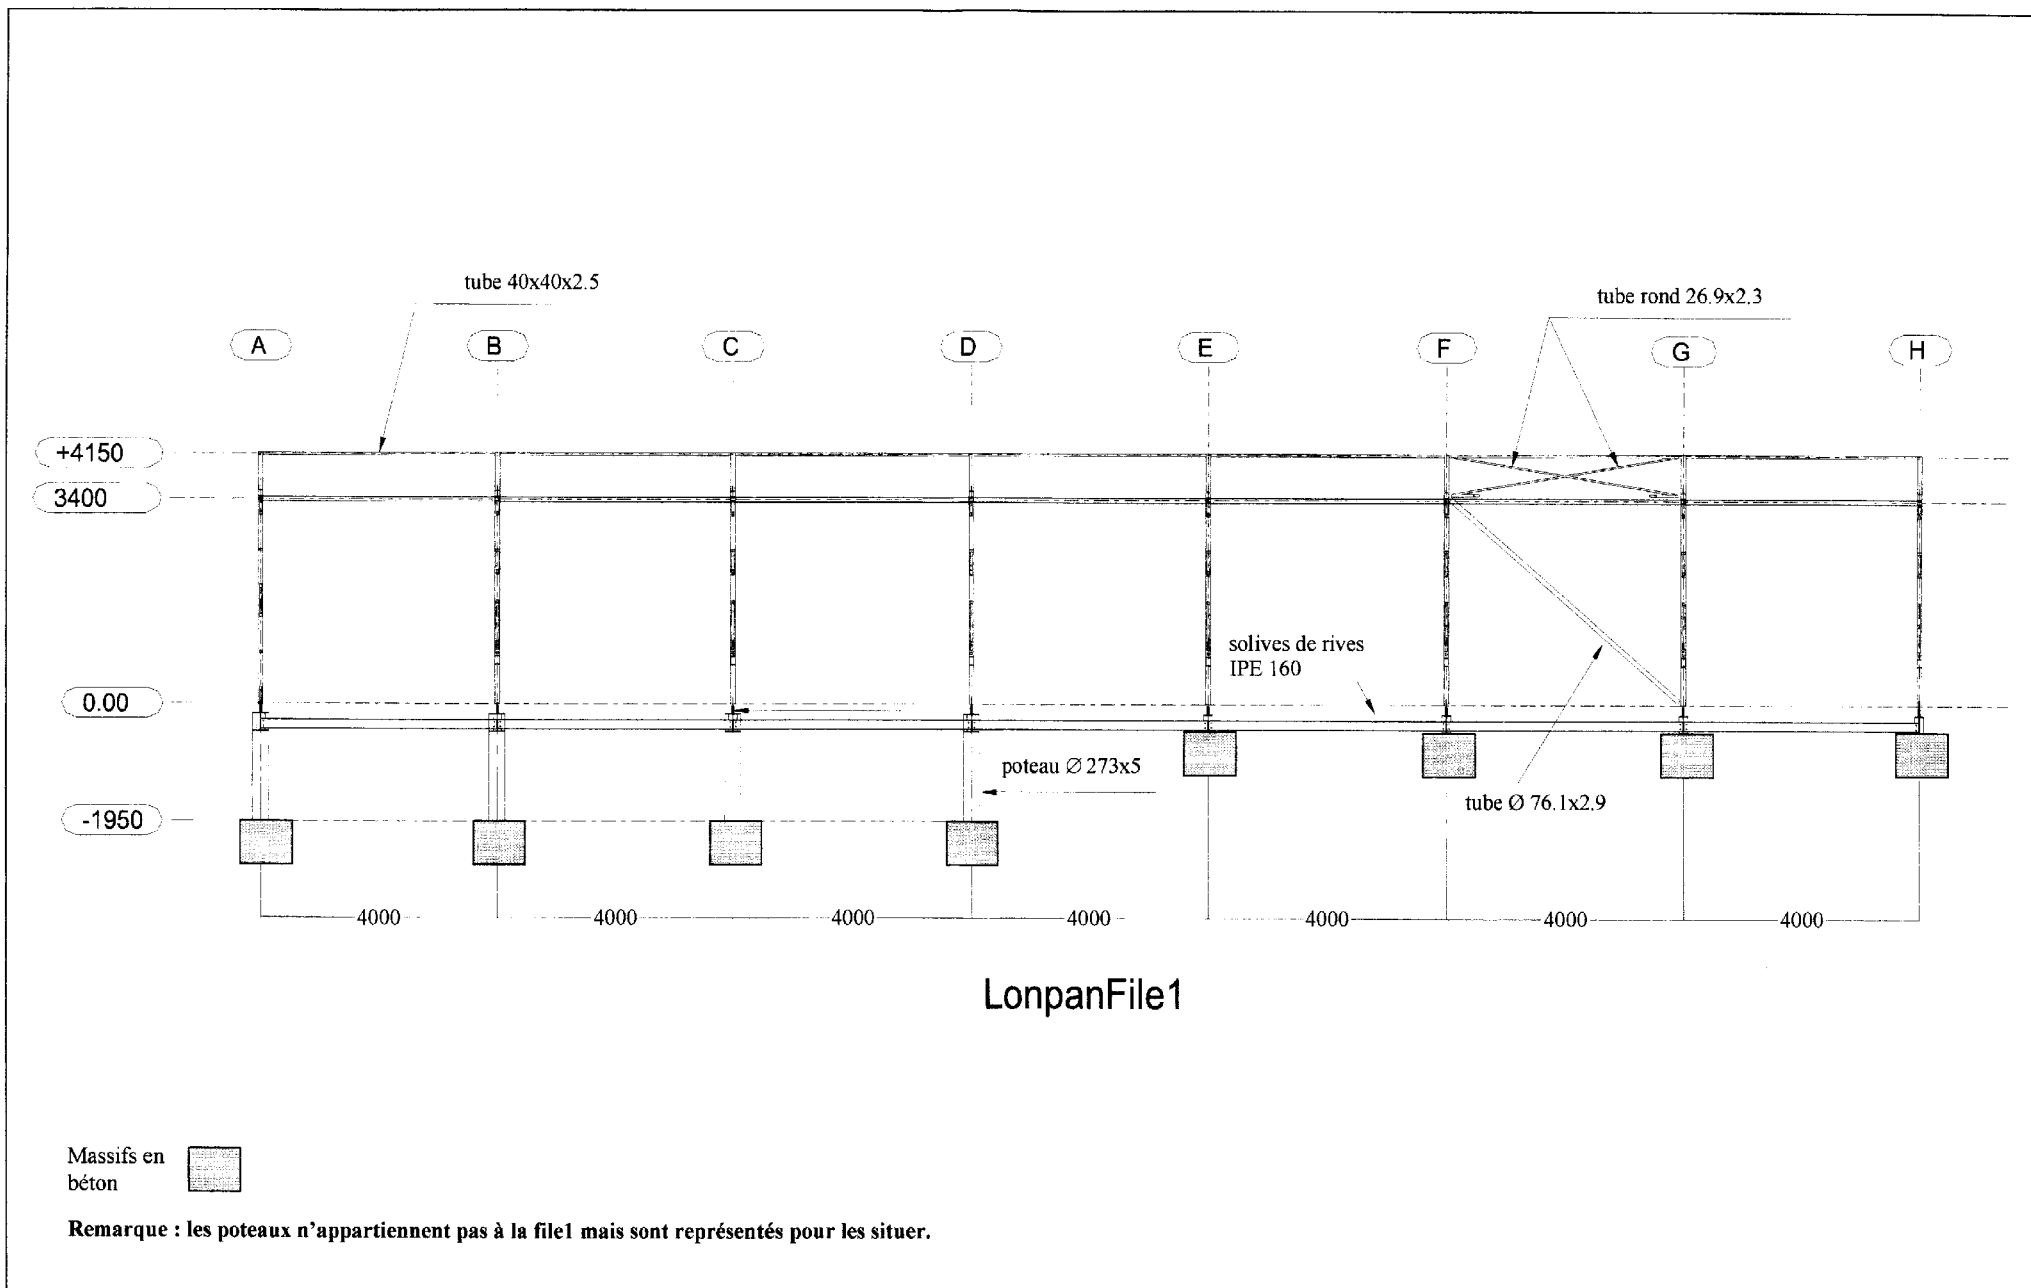 tube 40x40x2.5
tube rond 26.9x2.3
A B C D E F G H
+4150
3400
solives de rives
IPE 160
0.00
poteau Ø 273x5
tube Ø 76.1x2.9
-1950
4000 4000 4000 4000 4000 4000 4000
LonpanFile1
Massifs en
béton
Remarque : les poteaux n'appartiennent pas à la file1 mais sont représentés pour les situer.